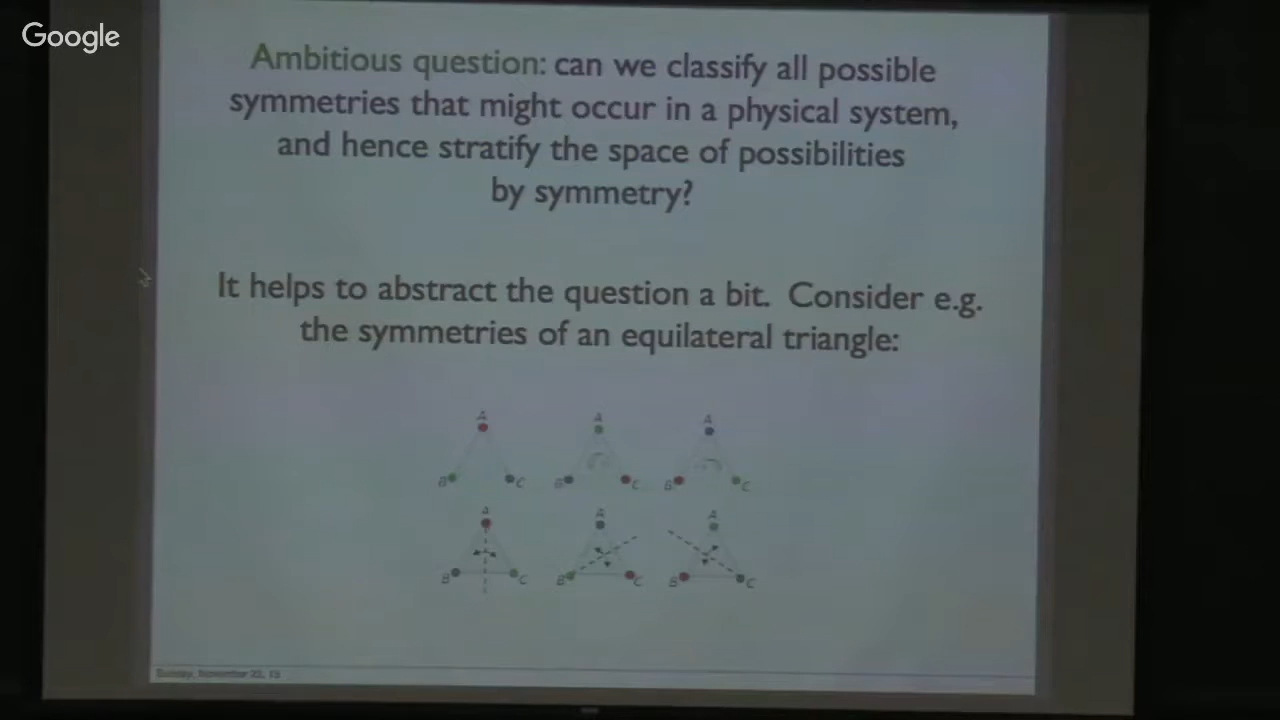 Google
Ambitious question: can we classify all possible
symmetries that might occur in a physical system,
and hence stratify the space of possibilities
by symmetry?
It helps to abstract the question a bit. Consider e.g.
the symmetries of an equilateral triangle:
A A A
B C B C B C
A A A
B C B C B C
Sunday, November